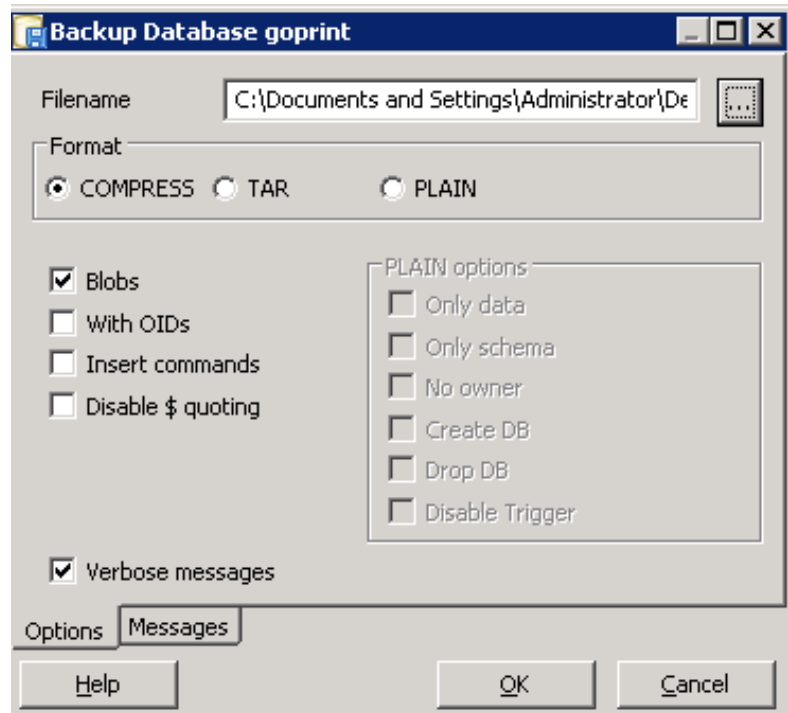 Backup Database goprint
Filename C:\Documents and Settings\Administrator\De ...
Format
COMPRESS TAR PLAIN
Blobs
With OIDs
Insert commands
Disable $ quoting
PLAIN options
Only data
Only schema
No owner
Create DB
Drop DB
Disable Trigger
Verbose messages
Options Messages
Help OK Cancel